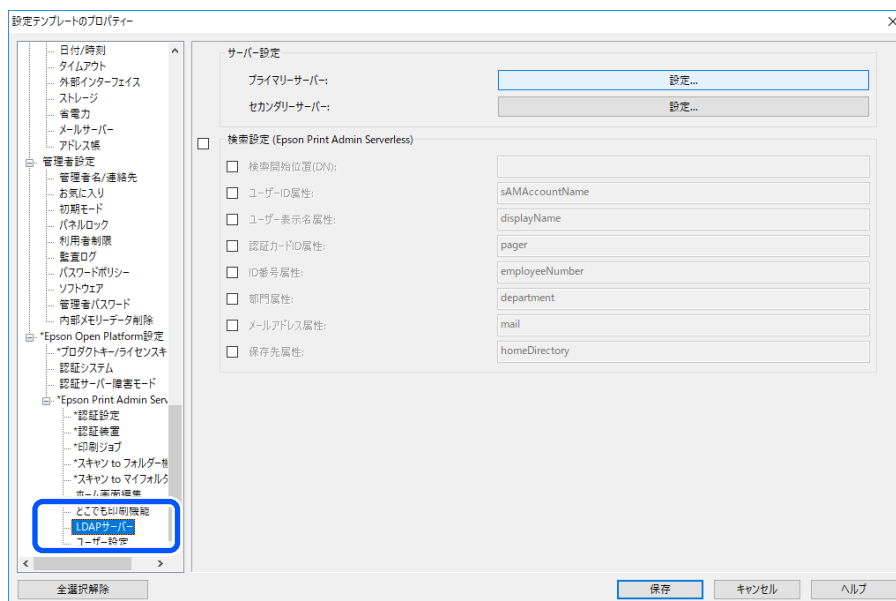 設定テンプレートのプロパティー
日付/時刻
タイムアウト
外部インターフェイス
ストレージ
省電力
メールサーバー
アドレス帳
管理者設定
管理者名/連絡先
お気に入り
初期モード
パネルロック
利用者制限
監査ログ
パスワードポリシー
ソフトウェア
管理者パスワード
内部メモリーデータ削除
*Epson Open Platform設定
*プロダクトキー/ライセンスキ
認証システム
認証サーバー障害モード
*Epson Print Admin Serv
*認証設定
*認証装置
*印刷ジョブ
*スキャン to フォルダー機
*スキャン to マイフォルダ
ホーム画面編集
どこでも印刷機能
LDAPサーバー
ユーザー設定
サーバー設定
プライマリーサーバー: 設定...
セカンダリーサーバー: 設定...
検索設定 (Epson Print Admin Serverless)
検索開始位置(DN):
ユーザーID属性: sAMAccountName
ユーザー表示名属性: displayName
認証カードID属性: pager
ID番号属性: employeeNumber
部門属性: department
メールアドレス属性: mail
保存先属性: homeDirectory
全選択解除 保存 キャンセル ヘルプ